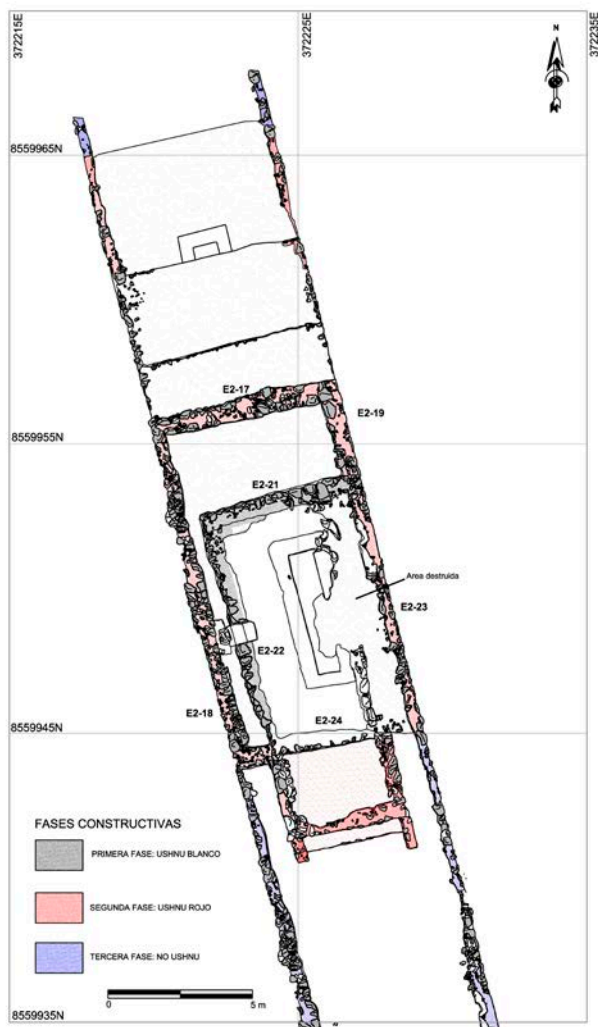 372215E
372225E
372235E
N
8559965N
E2-17
E2-19
8559955N
E2-21
Area destruida
E2-23
E2-22
E2-18
E2-24
8559945N
FASES CONSTRUCTIVAS
PRIMERA FASE: USHNU BLANCO
SEGUNDA FASE: USHNU ROJO
TERCERA FASE: NO USHNU
0
5 m
8559935N